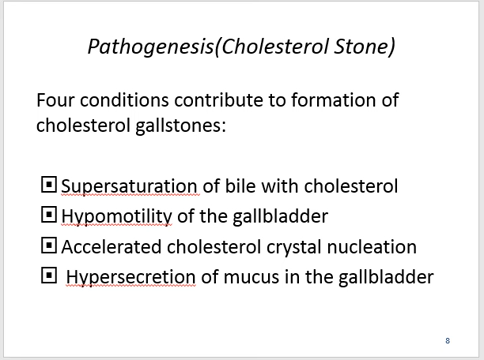 Pathogenesis(Cholesterol Stone)
Four conditions contribute to formation of
cholesterol gallstones:
Supersaturation of bile with cholesterol
Hypomotility of the gallbladder
Accelerated cholesterol crystal nucleation
Hypersecretion of mucus in the gallbladder
8